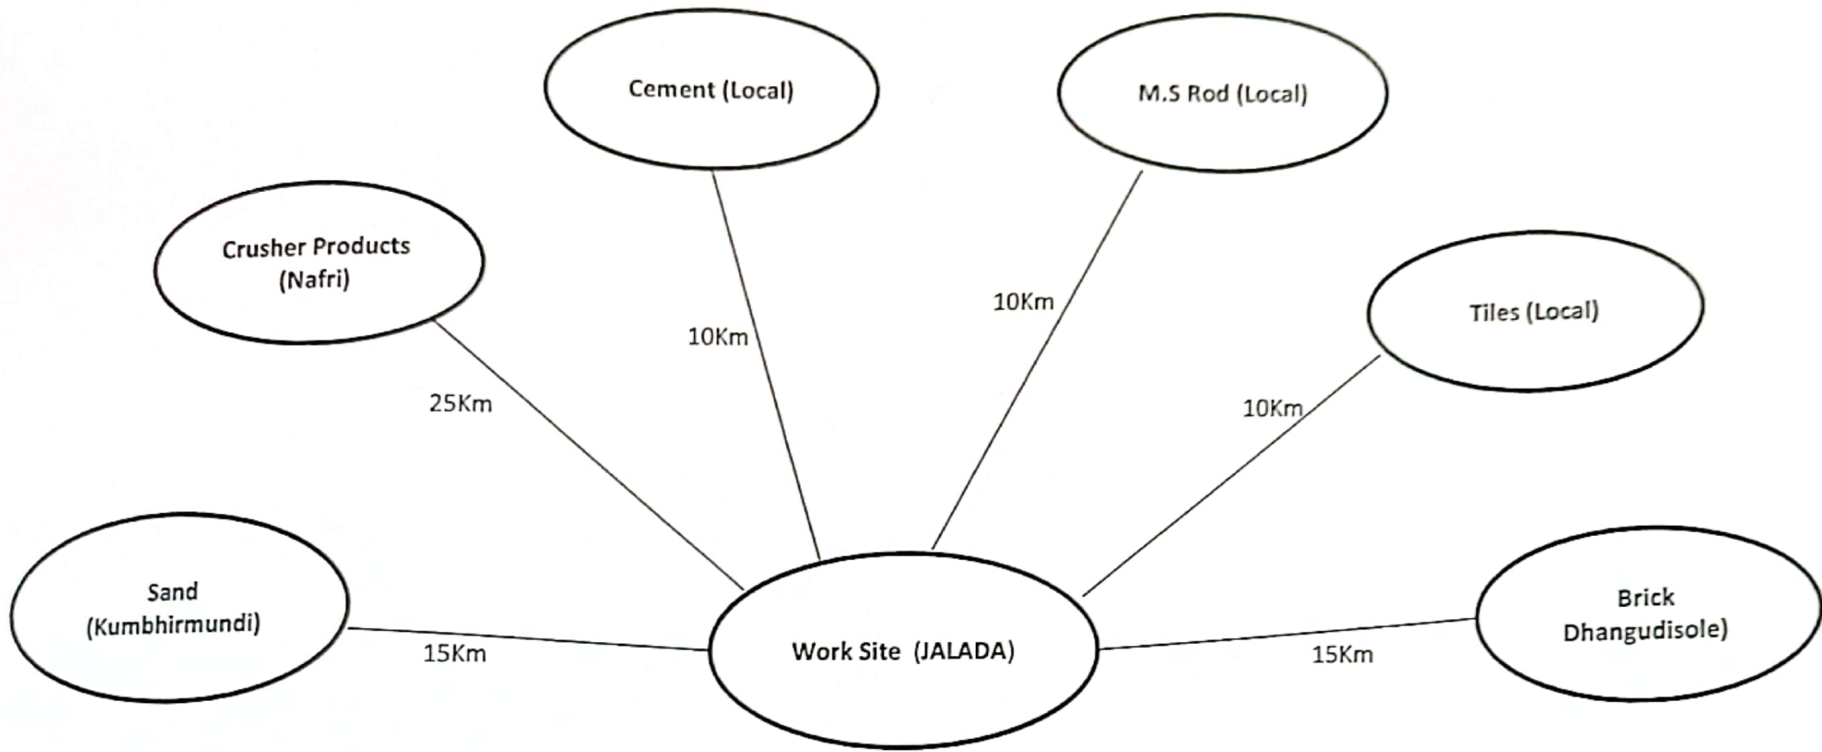 Cement (Local)
M.S Rod (Local)
Crusher Products
(Nafri)
Tiles (Local)
10Km
10Km
25Km
10Km
Sand
(Kumbhirmundi)
Brick
Dhangudisole)
Work Site  (JALADA)
15Km
15Km